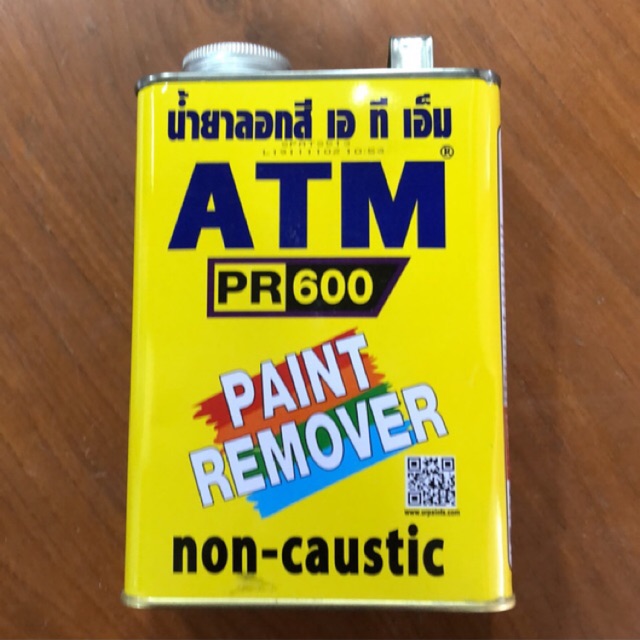 น้ำยาลอกสี เอ ที เอ็ม
ATM®
PR 600
PAINT
REMOVER
non-caustic